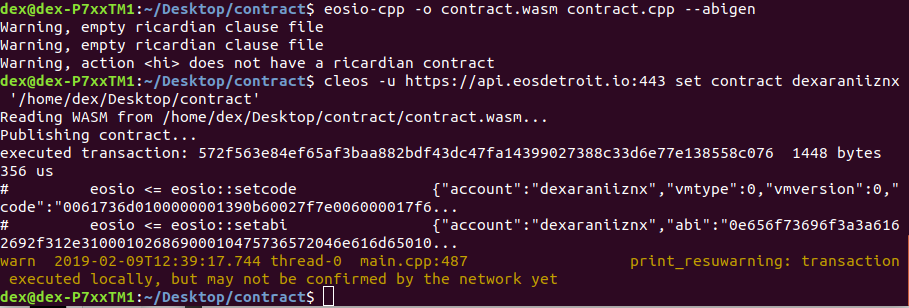 dex@dex-P7xxTM1:~/Desktop/contract$ eosio-cpp -o contract.wasm contract.cpp --abigen
Warning, empty ricardian clause file
Warning, empty ricardian clause file
Warning, action <hi> does not have a ricardian contract
dex@dex-P7xxTM1:~/Desktop/contract$ cleos -u https://api.eosdetroit.io:443 set contract dexaraniiznx
'/home/dex/Desktop/contract'
Reading WASM from /home/dex/Desktop/contract/contract.wasm...
Publishing contract...
executed transaction: 572f563e84ef65af3baa882bdf43dc47fa14399027388c33d6e77e138558c076  1448 bytes
356 us
#         eosio <= eosio::setcode               {"account":"dexaraniiznx","vmtype":0,"vmversion":0,"
code":"0061736d0100000001390b60027f7e006000017f6...
#         eosio <= eosio::setabi                {"account":"dexaraniiznx","abi":"0e656f73696f3a3a616
2692f312e310001026869000104757365720046e616d65010...
warn  2019-02-09T12:39:17.744 thread-0  main.cpp:487                  print_resuwarning: transaction
executed locally, but may not be confirmed by the network yet
dex@dex-P7xxTM1:~/Desktop/contract$